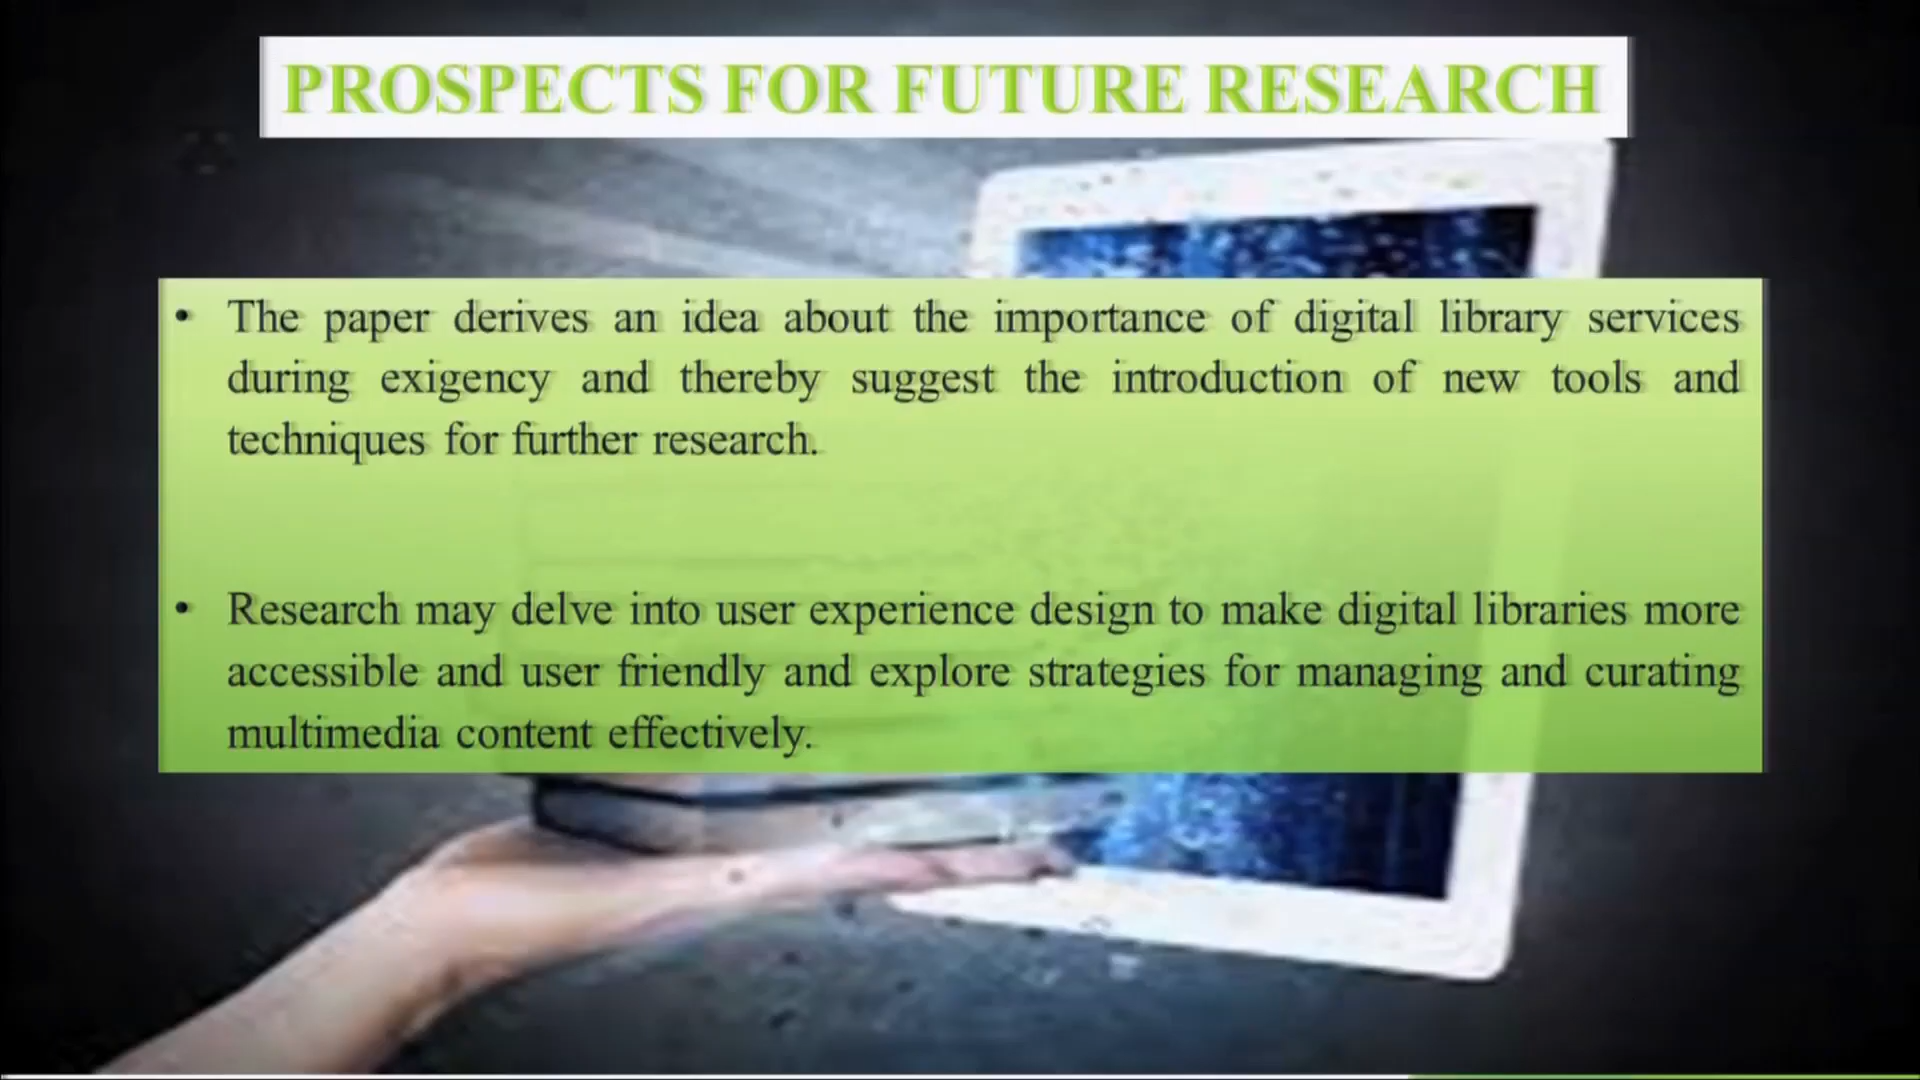 PROSPECTS FOR FUTURE RESEARCH
• The paper derives an idea about the importance of digital library services
during exigency and thereby suggest the introduction of new tools and
techniques for further research.
• Research may delve into user experience design to make digital libraries more
accessible and user friendly and explore strategies for managing and curating
multimedia content effectively.